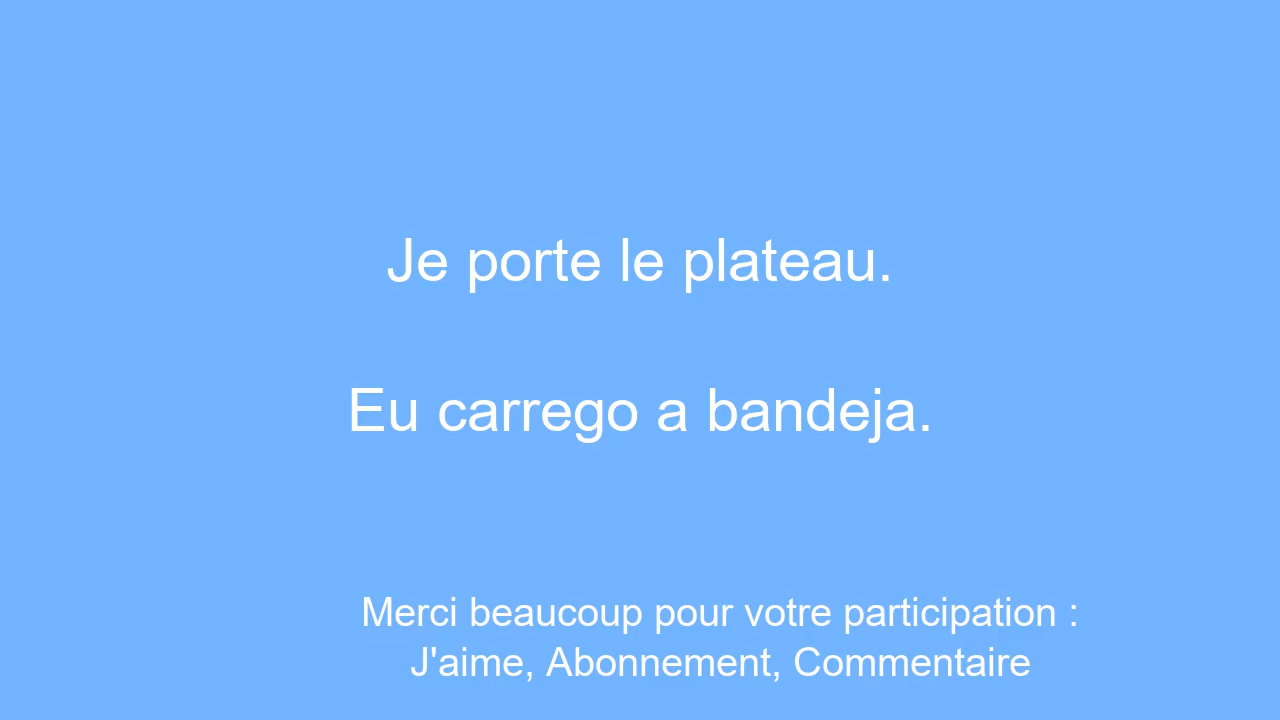 Je porte le plateau.
Eu carrego a bandeja.
Merci beaucoup pour votre participation :
J'aime, Abonnement, Commentaire